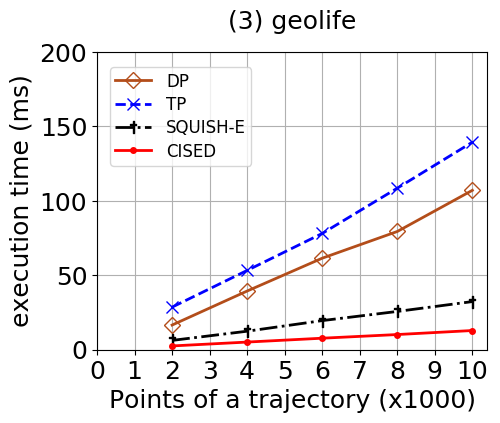 (3) geolife
execution time (ms)
200
150
100
50
0
DP
TP
SQUISH-E
CISED
0 1 2 3 4 5 6 7 8 9 10
Points of a trajectory (x1000)